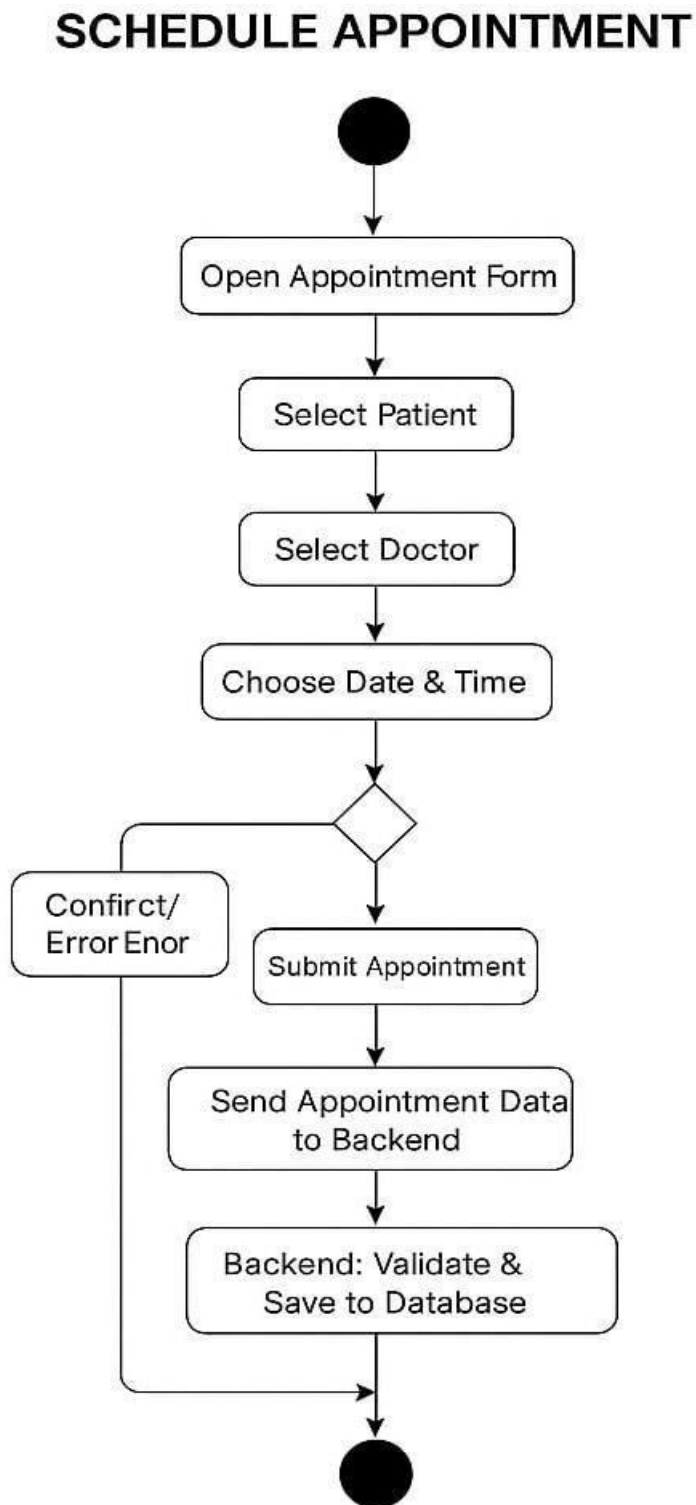 SCHEDULE APPOINTMENT
Open Appointment Form
Select Patient
Select Doctor
Choose Date & Time
Confirct/
Error Enor
Submit Appointment
Send Appointment Data
to Backend
Backend: Validate &
Save to Database